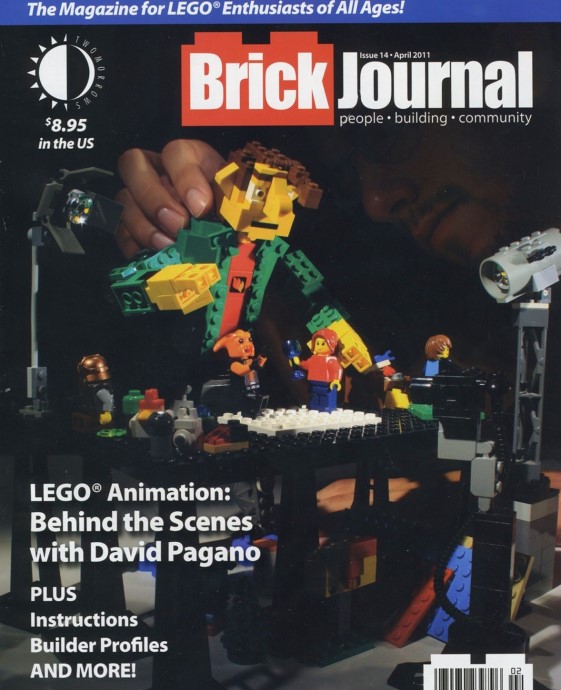 The Magazine for LEGO® Enthusiasts of All Ages!
TWOMORROWS
$8.95
in the US
Issue 14 • April 2011
Brick Journal
people • building • community
LEGO® Animation:
Behind the Scenes
with David Pagano
PLUS
Instructions
Builder Profiles
AND MORE!
02